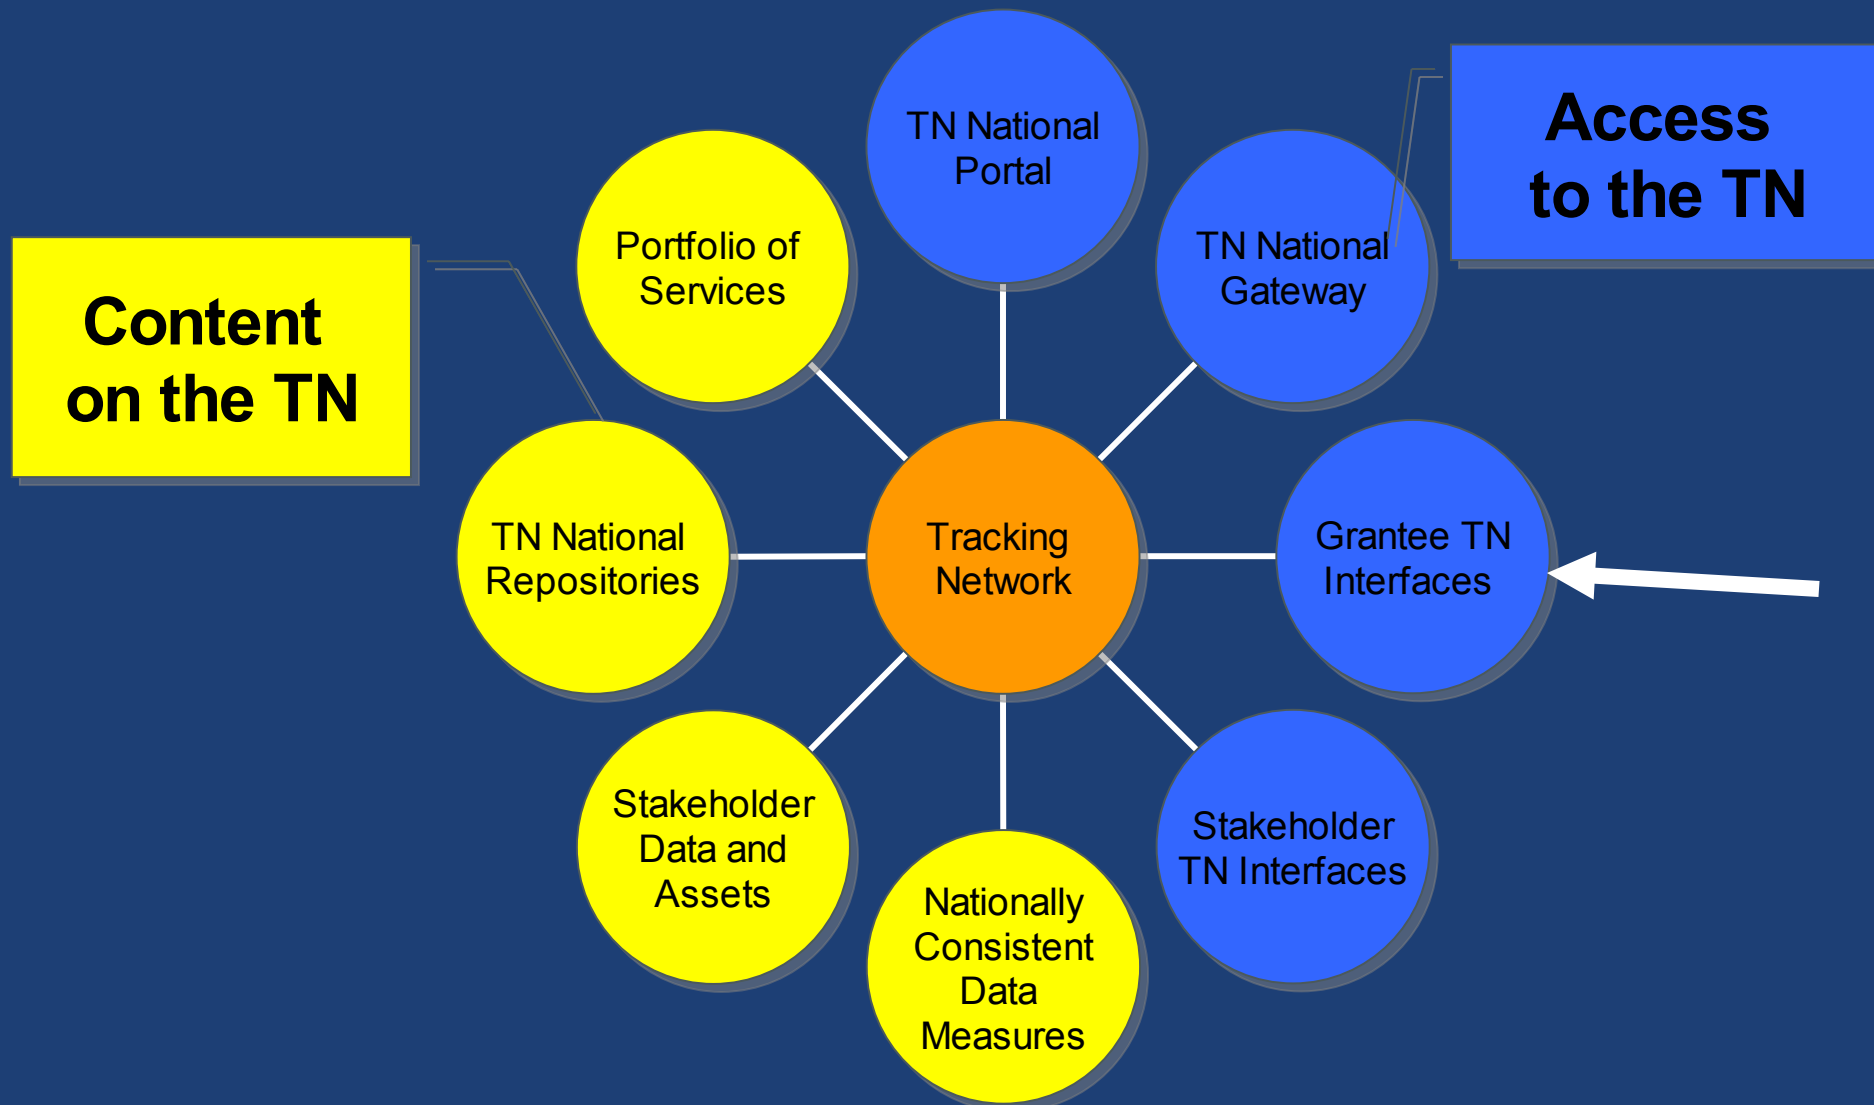 TN National
Portal
Access
to the TN
Portfolio of
Services
TN National
Gateway
Content
on the TN
TN National
Repositories
Tracking
Network
Grantee TN
Interfaces
Stakeholder
Data and
Assets
Stakeholder
TN Interfaces
Nationally
Consistent
Data
Measures